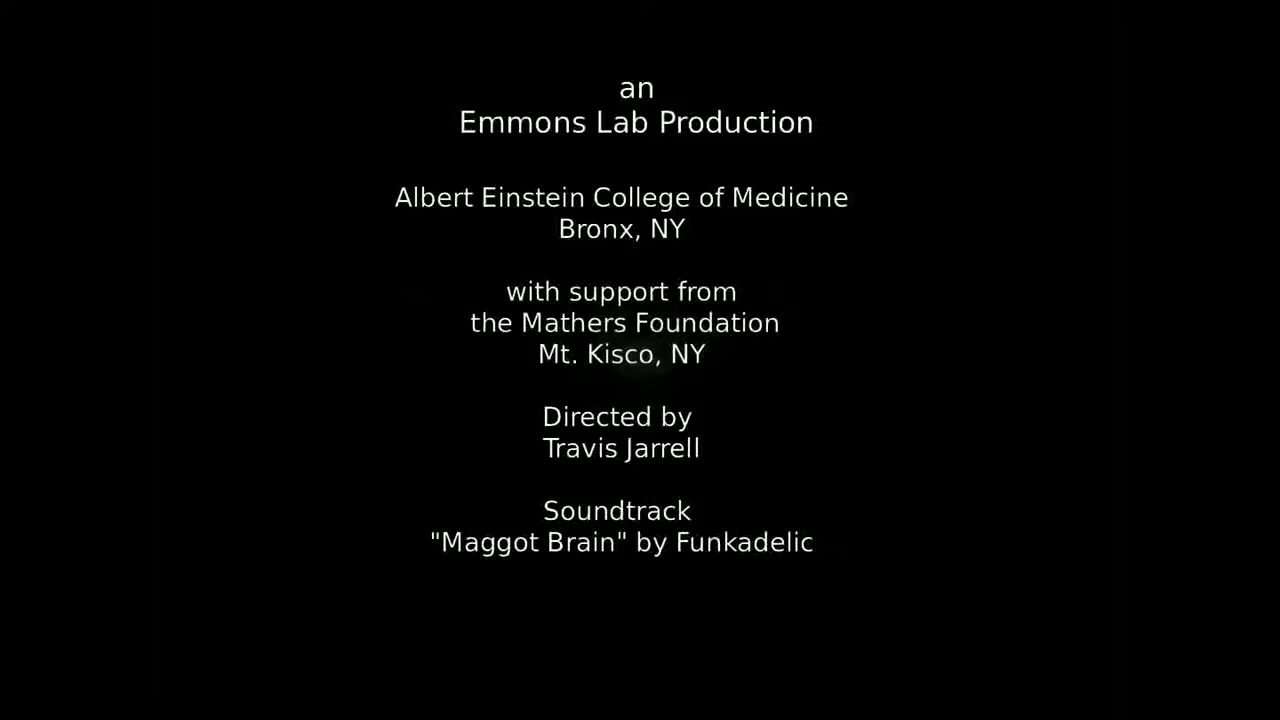 an
Emmons Lab Production
Albert Einstein College of Medicine
Bronx, NY
with support from
the Mathers Foundation
Mt. Kisco, NY
Directed by
Travis Jarrell
Soundtrack
"Maggot Brain" by Funkadelic